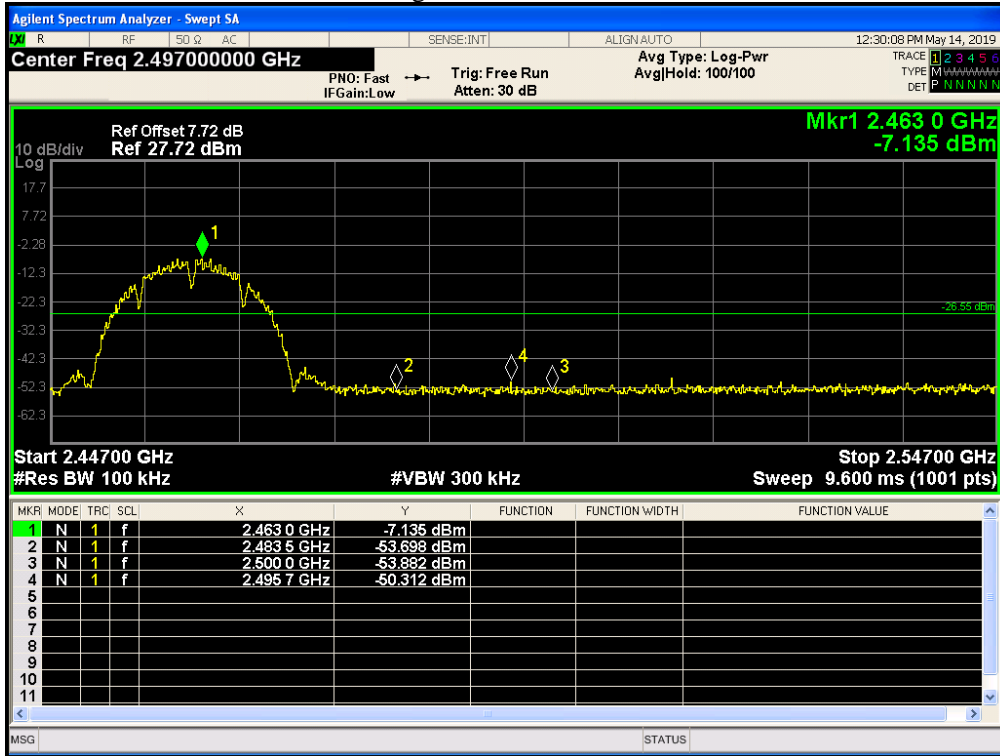 Agilent Spectrum Analyzer - Swept SA
LXI R RF 50 Ω AC SENSE:INT ALIGN AUTO 12:30:08 PM May 14, 2019
Center Freq 2.497000000 GHz
PNO: Fast
IFGain:Low
Trig: Free Run
Atten: 30 dB
Avg Type: Log-Pwr
Avg|Hold: 100/100
TRACE 1 2 3 4 5 6
TYPE M
DET P N N N N N
Mkr1 2.463 0 GHz
-7.135 dBm
Ref Offset 7.72 dB
10 dB/div Ref 27.72 dBm
Log
17.7
7.72
-2.28
-12.3
-22.3
-32.3
-42.3
-52.3
-62.3
1
2
4
3
-26.55 dBm
Start 2.44700 GHz Stop 2.54700 GHz
#Res BW 100 kHz #VBW 300 kHz Sweep 9.600 ms (1001 pts)
MKR MODE TRC SCL X Y FUNCTION FUNCTION WIDTH FUNCTION VALUE
1 N 1 f 2.463 0 GHz -7.135 dBm
2 N 1 f 2.483 5 GHz -53.698 dBm
3 N 1 f 2.500 0 GHz -53.882 dBm
4 N 1 f 2.495 7 GHz -50.312 dBm
5
6
7
8
9
10
11
MSG STATUS